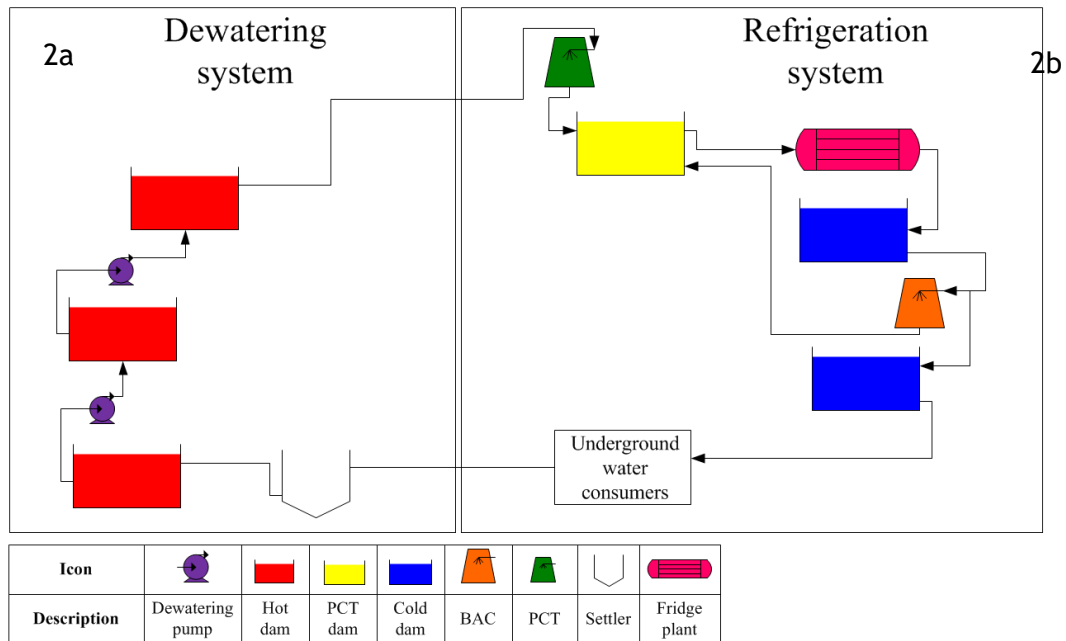 2a
Dewatering
system
Refrigeration
system
2b
Underground
water
consumers
Icon
Description
Dewatering
pump
Hot
dam
PCT
dam
Cold
dam
BAC
PCT
Settler
Fridge
plant